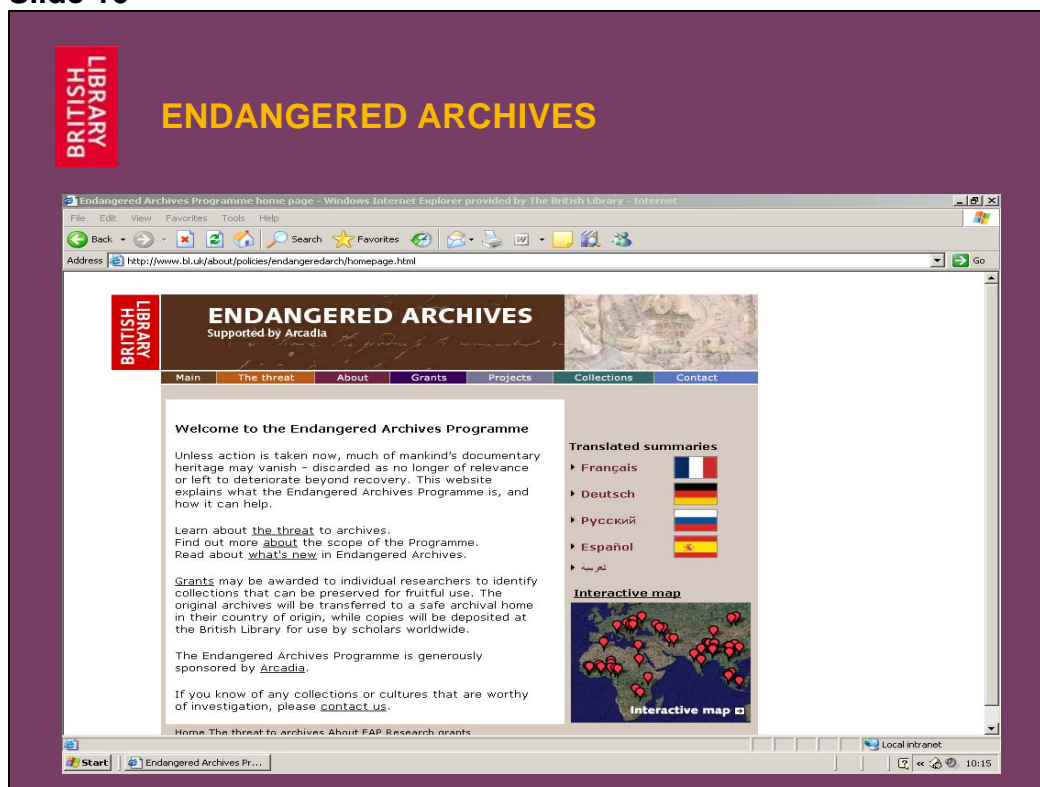 BRITISH
LIBRARY
ENDANGERED ARCHIVES
Endangered Archives Programme home page - Windows Internet Explorer provided by The British Library - Internet
File Edit View Favorites Tools Help
Back Search Favorites
Address http://www.bl.uk/about/policies/endangeredarch/homepage.html Go
BRITISH
LIBRARY
ENDANGERED ARCHIVES
Supported by Arcadia
Main The threat About Grants Projects Collections Contact
Welcome to the Endangered Archives Programme
Unless action is taken now, much of mankind's documentary
heritage may vanish – discarded as no longer of relevance
or left to deteriorate beyond recovery. This website
explains what the Endangered Archives Programme is, and
how it can help.
Learn about the threat to archives.
Find out more about the scope of the Programme.
Read about what's new in Endangered Archives.
Grants may be awarded to individual researchers to identify
collections that can be preserved for fruitful use. The
original archives will be transferred to a safe archival home
in their country of origin, while copies will be deposited at
the British Library for use by scholars worldwide.
The Endangered Archives Programme is generously
sponsored by Arcadia.
If you know of any collections or cultures that are worthy
of investigation, please contact us.
Home The threat to archives About EAP Research grants
Translated summaries
Français
Deutsch
Русский
Español
Interactive map
Interactive map
Local intranet
Start Endangered Archives Pr... 10:15